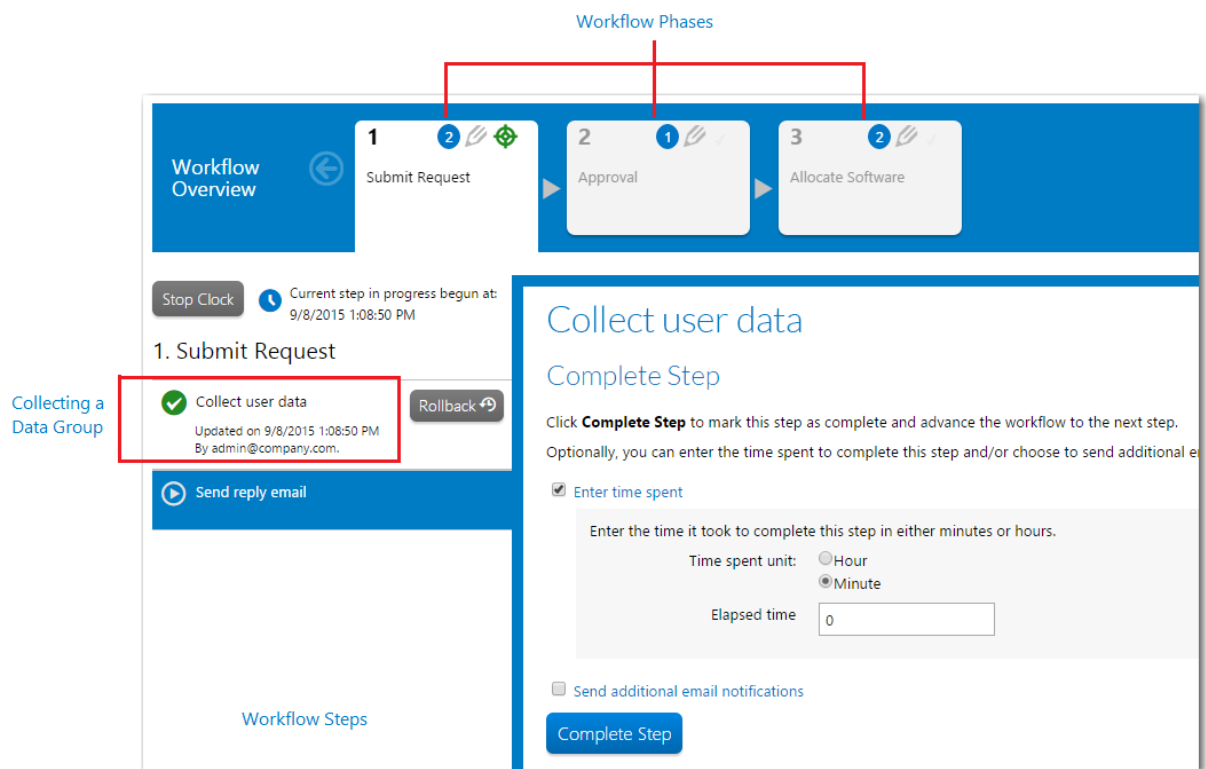 Workflow Phases
Workflow
Overview
1
2
Submit Request
2
1
Approval
3
2
Allocate Software
Stop Clock
Current step in progress begun at:
9/8/2015 1:08:50 PM
1. Submit Request
Collecting a
Data Group
Collect user data
Updated on 9/8/2015 1:08:50 PM
By admin@company.com.
Rollback
Send reply email
Workflow Steps
Collect user data
Complete Step
Click Complete Step to mark this step as complete and advance the workflow to the next step.
Optionally, you can enter the time spent to complete this step and/or choose to send additional
Enter time spent
Enter the time it took to complete this step in either minutes or hours.
Time spent unit:
Hour
Minute
Elapsed time
0
Send additional email notifications
Complete Step